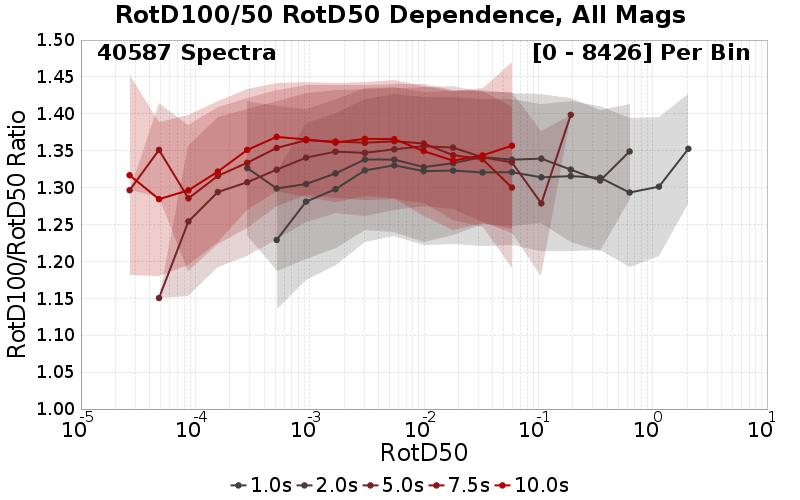 RotD100/50 RotD50 Dependence, All Mags
40587 Spectra
[0 - 8426] Per Bin
RotD100/RotD50 Ratio
1.50
1.45
1.40
1.35
1.30
1.25
1.20
1.15
1.10
1.05
1.00
10^-5 10^-4 10^-3 10^-2 10^-1 10^0 10^1
RotD50
1.0s 2.0s 5.0s 7.5s 10.0s